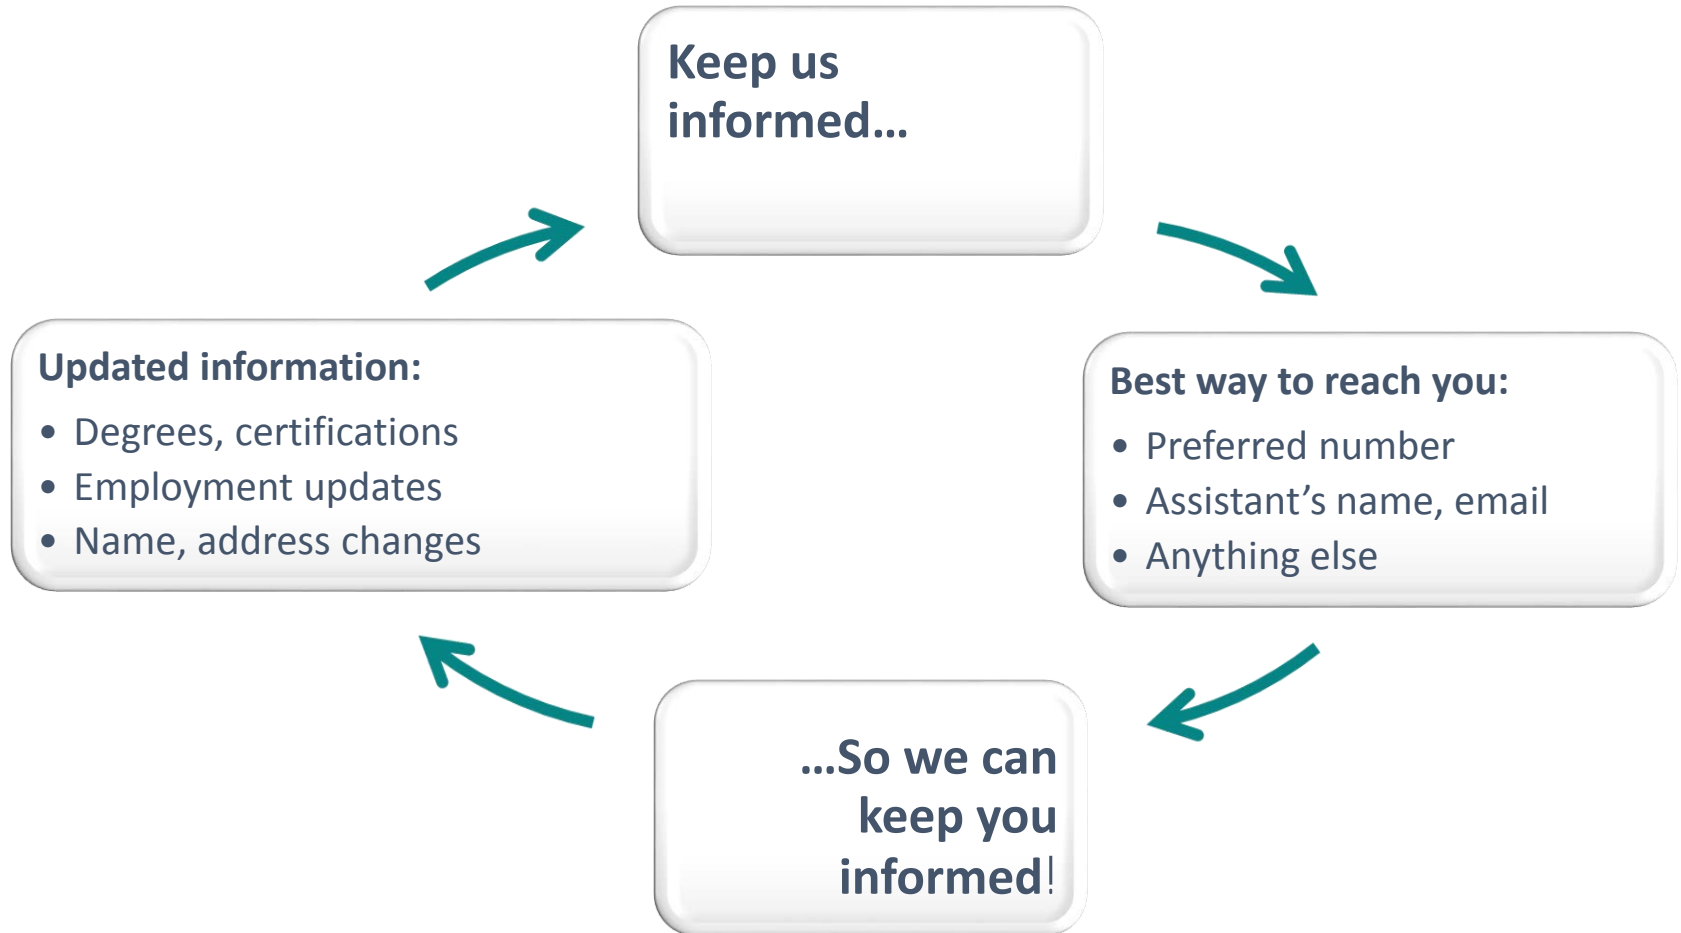 Keep us
informed…
Updated information:
• Degrees, certifications
• Employment updates
• Name, address changes
Best way to reach you:
• Preferred number
• Assistant’s name, email
• Anything else
…So we can
keep you
informed!